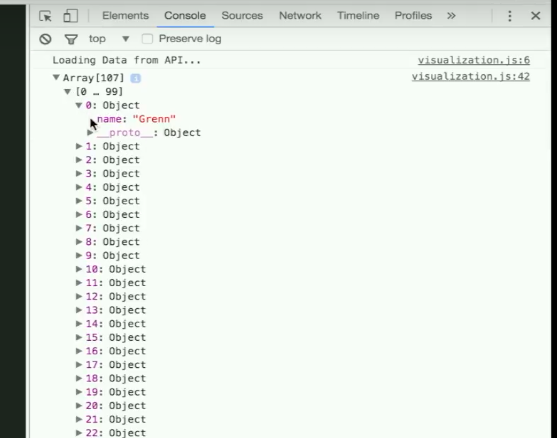 Elements Console Sources Network Timeline Profiles »
top Preserve log
Loading Data from API... visualization.js:6
Array[107] i visualization.js:42
[0 … 99]
0: Object
name: "Grenn"
__proto__: Object
1: Object
2: Object
3: Object
4: Object
5: Object
6: Object
7: Object
8: Object
9: Object
10: Object
11: Object
12: Object
13: Object
14: Object
15: Object
16: Object
17: Object
18: Object
19: Object
20: Object
21: Object
22: Object